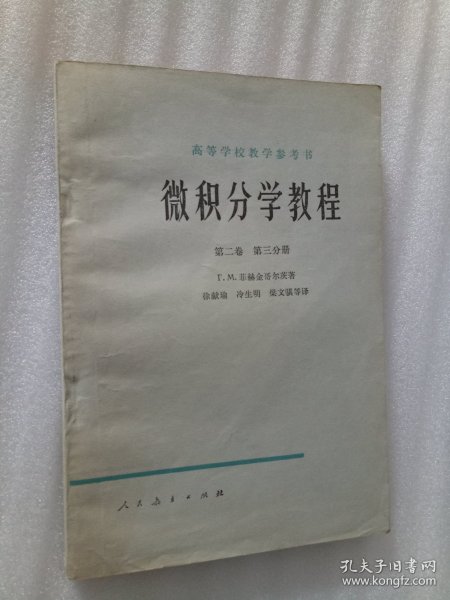 高等学校教学参考书
微积分学教程
第二卷 第三分册
Г.М.菲赫金哥尔茨著
徐献瑜 冷生明 梁文骐等译
人民教育出版社
孔夫子旧书网
www.kongfz.com